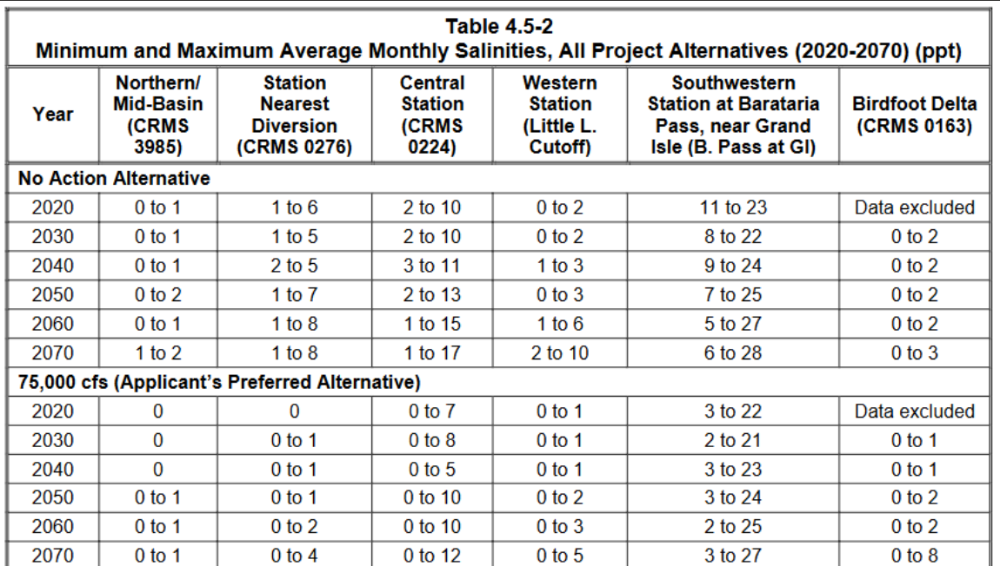 Table 4.5-2
Minimum and Maximum Average Monthly Salinities, All Project Alternatives (2020-2070) (ppt)
Year
Northern/
Mid-Basin
(CRMS
3985)
Station
Nearest
Diversion
(CRMS 0276)
Central
Station
(CRMS
0224)
Western
Station
(Little L.
Cutoff)
Southwestern
Station at Barataria
Pass, near Grand
Isle (B. Pass at GI)
Birdfoot Delta
(CRMS 0163)
No Action Alternative
2020 0 to 1 1 to 6 2 to 10 0 to 2 11 to 23 Data excluded
2030 0 to 1 1 to 5 2 to 10 0 to 2 8 to 22 0 to 2
2040 0 to 1 2 to 5 3 to 11 1 to 3 9 to 24 0 to 2
2050 0 to 2 1 to 7 2 to 13 0 to 3 7 to 25 0 to 2
2060 0 to 1 1 to 8 1 to 15 1 to 6 5 to 27 0 to 2
2070 1 to 2 1 to 8 1 to 17 2 to 10 6 to 28 0 to 3
75,000 cfs (Applicant’s Preferred Alternative)
2020 0 0 0 to 7 0 to 1 3 to 22 Data excluded
2030 0 0 to 1 0 to 8 0 to 1 2 to 21 0 to 1
2040 0 0 to 1 0 to 5 0 to 1 3 to 23 0 to 1
2050 0 to 1 0 to 1 0 to 10 0 to 2 3 to 24 0 to 2
2060 0 to 1 0 to 2 0 to 10 0 to 3 2 to 25 0 to 2
2070 0 to 1 0 to 4 0 to 12 0 to 5 3 to 27 0 to 8